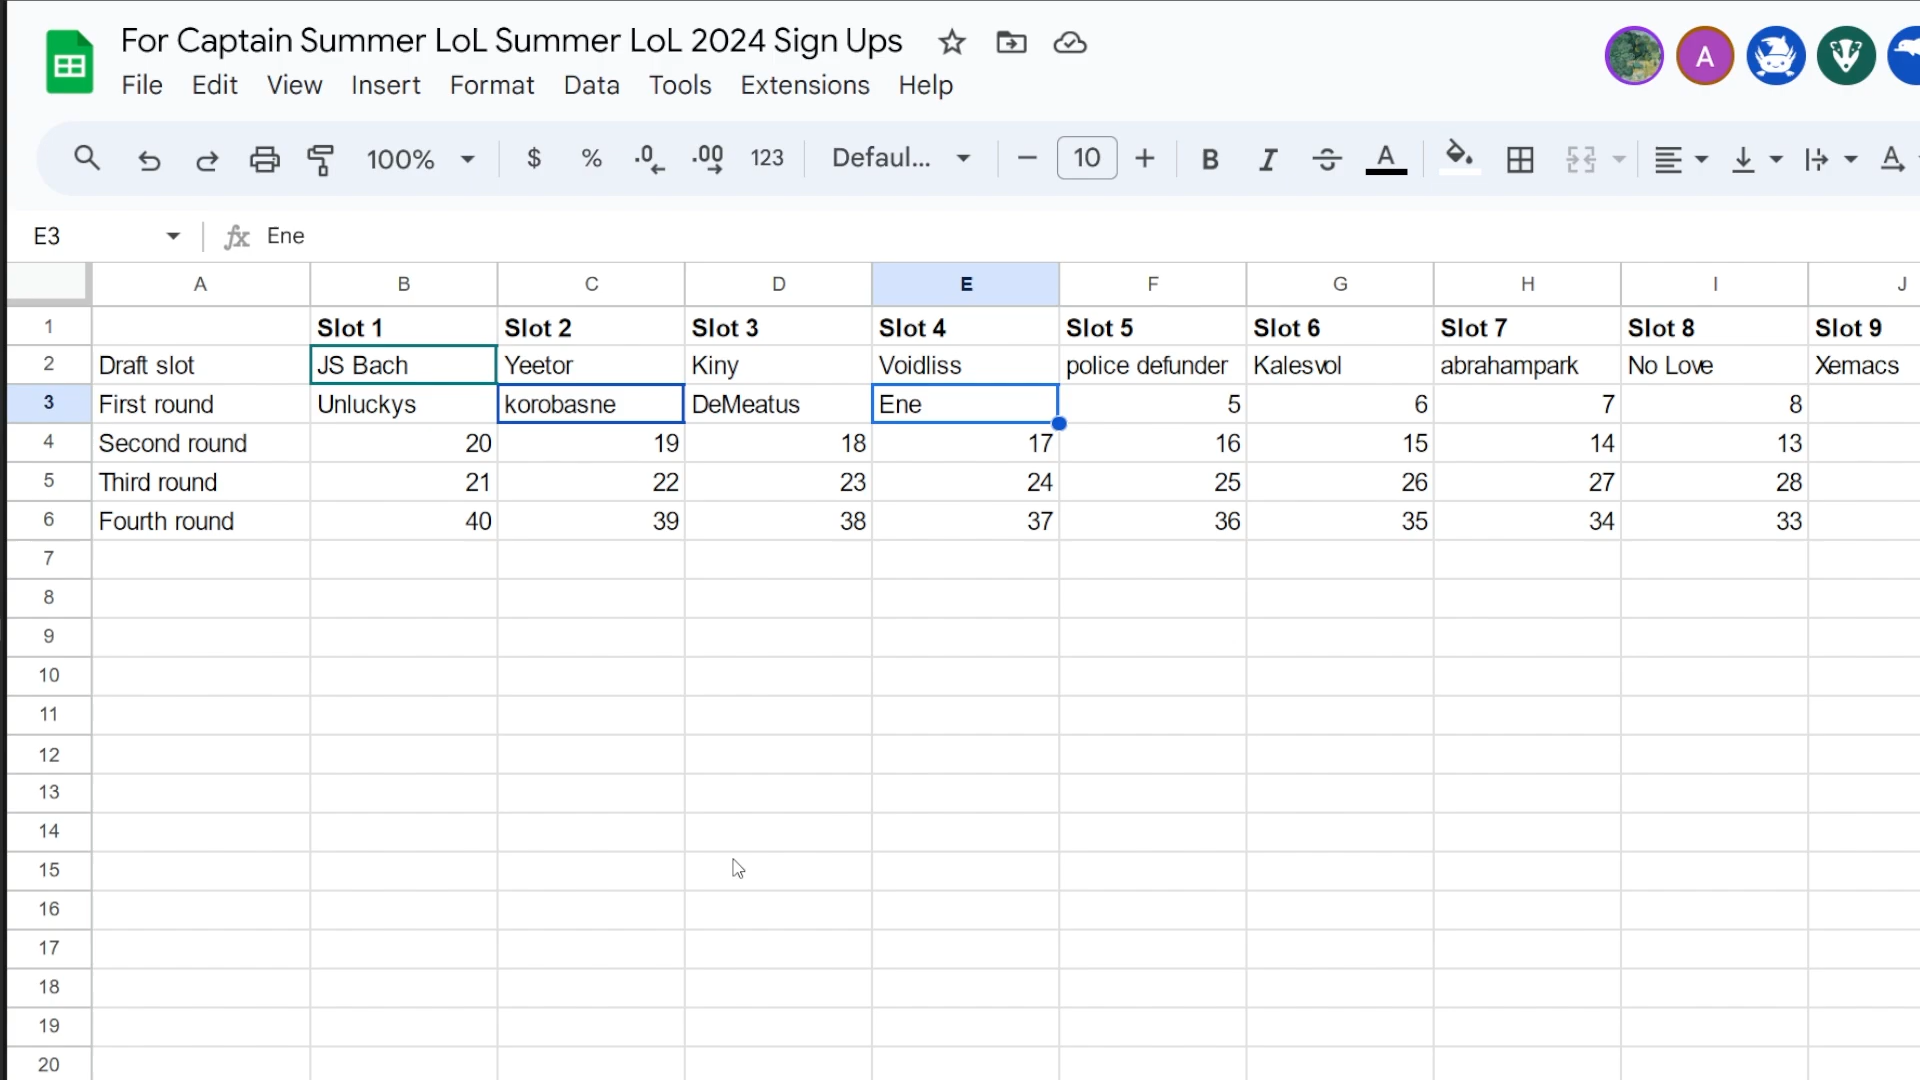 For Captain Summer LoL Summer LoL 2024 Sign Ups
A
File Edit View Insert Format Data Tools Extensions Help
100% $ % .0 .00 123 Defaul... 10 B I A A
E3 fx Ene
A B C D E F G H I J
1 Slot 1 Slot 2 Slot 3 Slot 4 Slot 5 Slot 6 Slot 7 Slot 8 Slot 9
2 Draft slot JS Bach Yeetor Kiny Voidliss police defunder Kalesvol abrahampark No Love Xemacs
3 First round Unluckys korobasne DeMeatus Ene 5 6 7 8
4 Second round 20 19 18 17 16 15 14 13
5 Third round 21 22 23 24 25 26 27 28
6 Fourth round 40 39 38 37 36 35 34 33
7
8
9
10
11
12
13
14
15
16
17
18
19
20